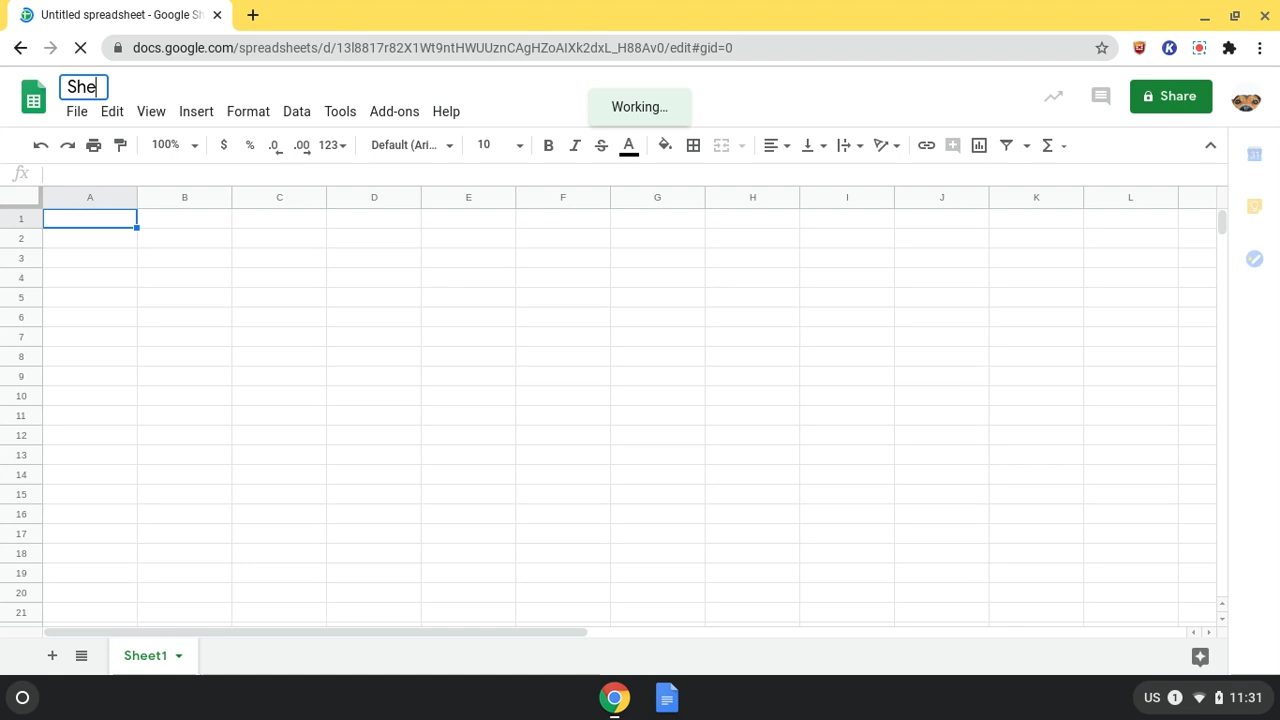 Untitled spreadsheet - Google Sh
docs.google.com/spreadsheets/d/13l8817r82X1Wt9ntHWUUznCAgHZoAIXk2dxL_H88Av0/edit#gid=0
She
File Edit View Insert Format Data Tools Add-ons Help
Working...
Share
100% $ % .0 .00 123 Default (Ari... 10 B I S A Σ
fx
A B C D E F G H I J K L
1
2
3
4
5
6
7
8
9
10
11
12
13
14
15
16
17
18
19
20
21
Sheet1
US 1 11:31